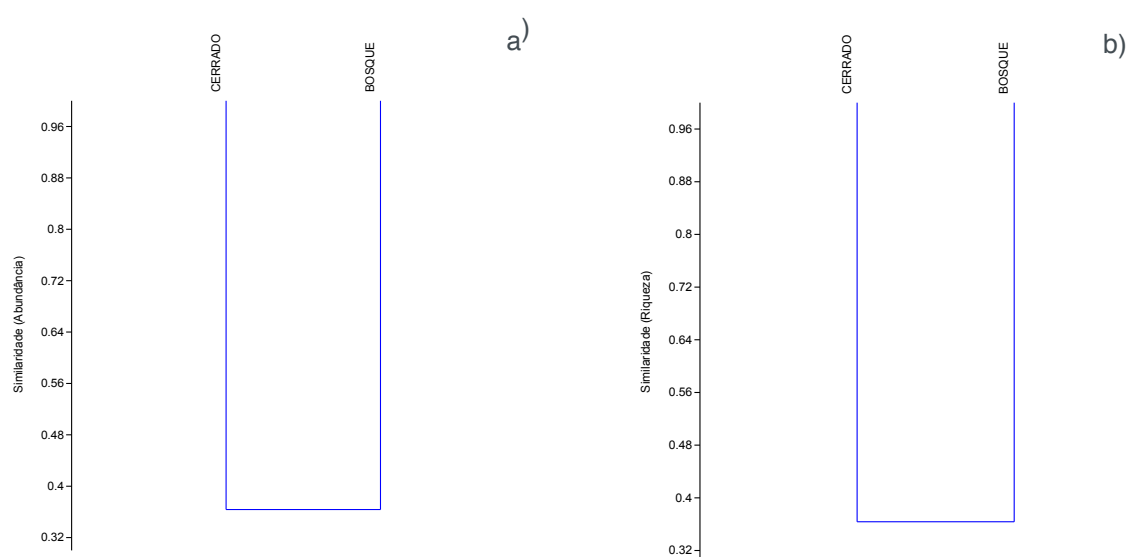 a)
CERRADO
BOSQUE
0.96
0.88
0.8
0.72
0.64
0.56
0.48
0.4
0.32
Similaridade (Abundância)
b)
CERRADO
BOSQUE
0.96
0.88
0.8
0.72
0.64
0.56
0.48
0.4
0.32
Similaridade (Riqueza)